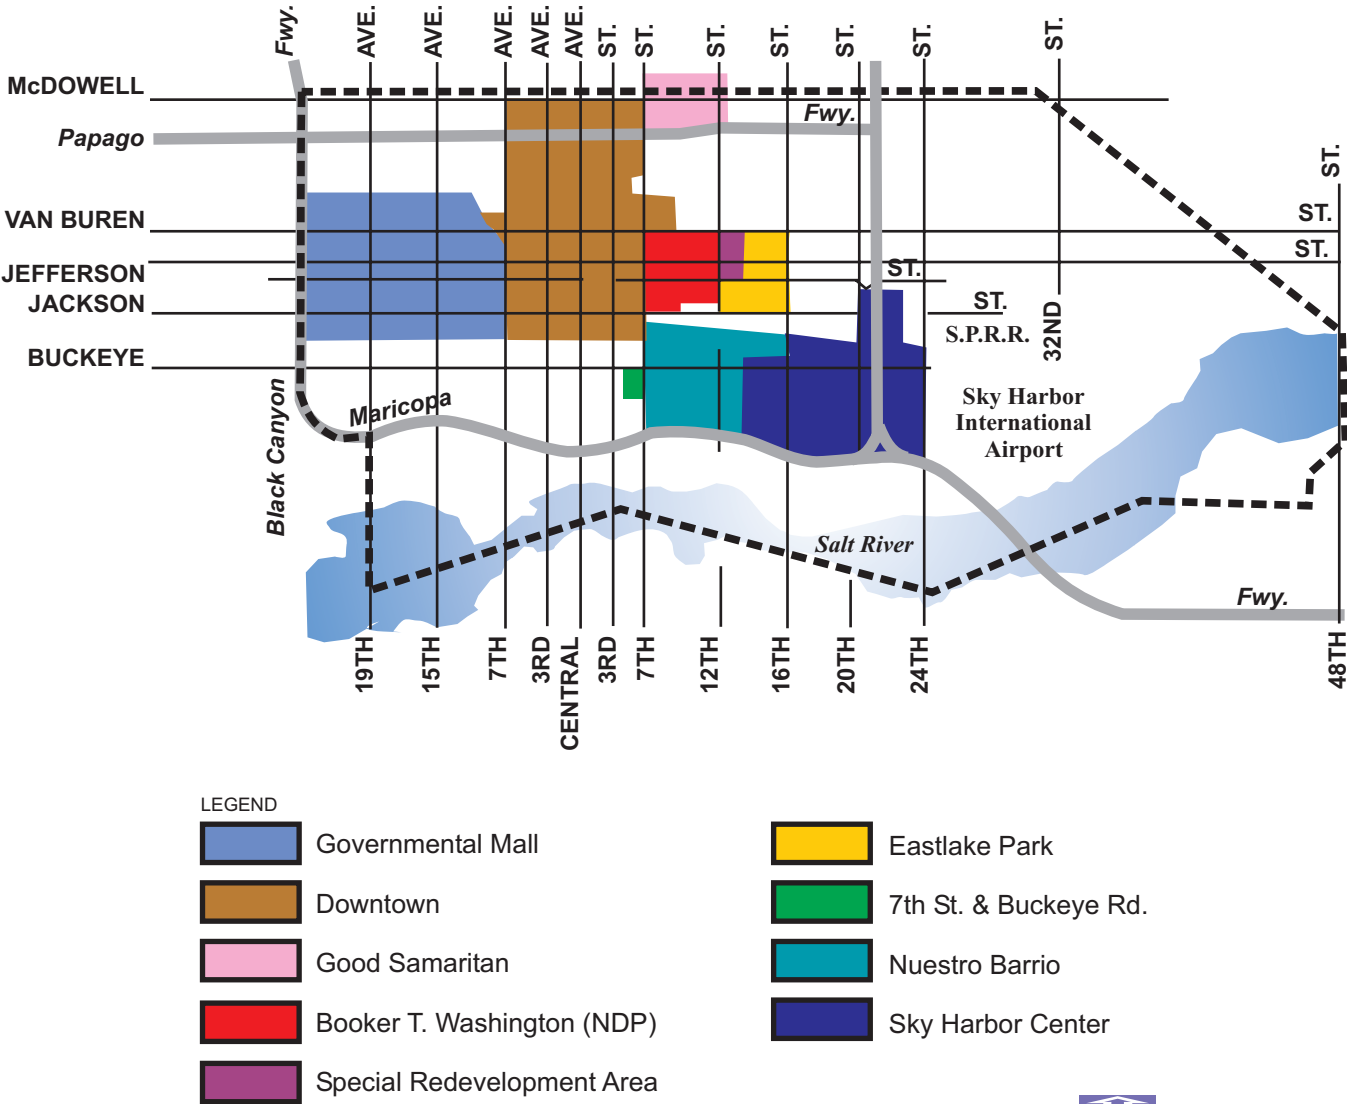 Fwy.
AVE.
AVE.
AVE.
AVE.
AVE.
ST.
ST.
ST.
ST.
ST.
ST.
ST.
McDOWELL
Papago
Fwy.
ST.
VAN BUREN
ST.
ST.
JEFFERSON
ST.
JACKSON
ST.
S.P.R.R.
32ND
BUCKEYE
Black Canyon
Maricopa
Sky Harbor
International
Airport
Salt River
Fwy.
19TH
15TH
7TH
3RD
CENTRAL
3RD
7TH
12TH
16TH
20TH
24TH
48TH
LEGEND
Governmental Mall
Downtown
Good Samaritan
Booker T. Washington (NDP)
Special Redevelopment Area
Eastlake Park
7th St. & Buckeye Rd.
Nuestro Barrio
Sky Harbor Center